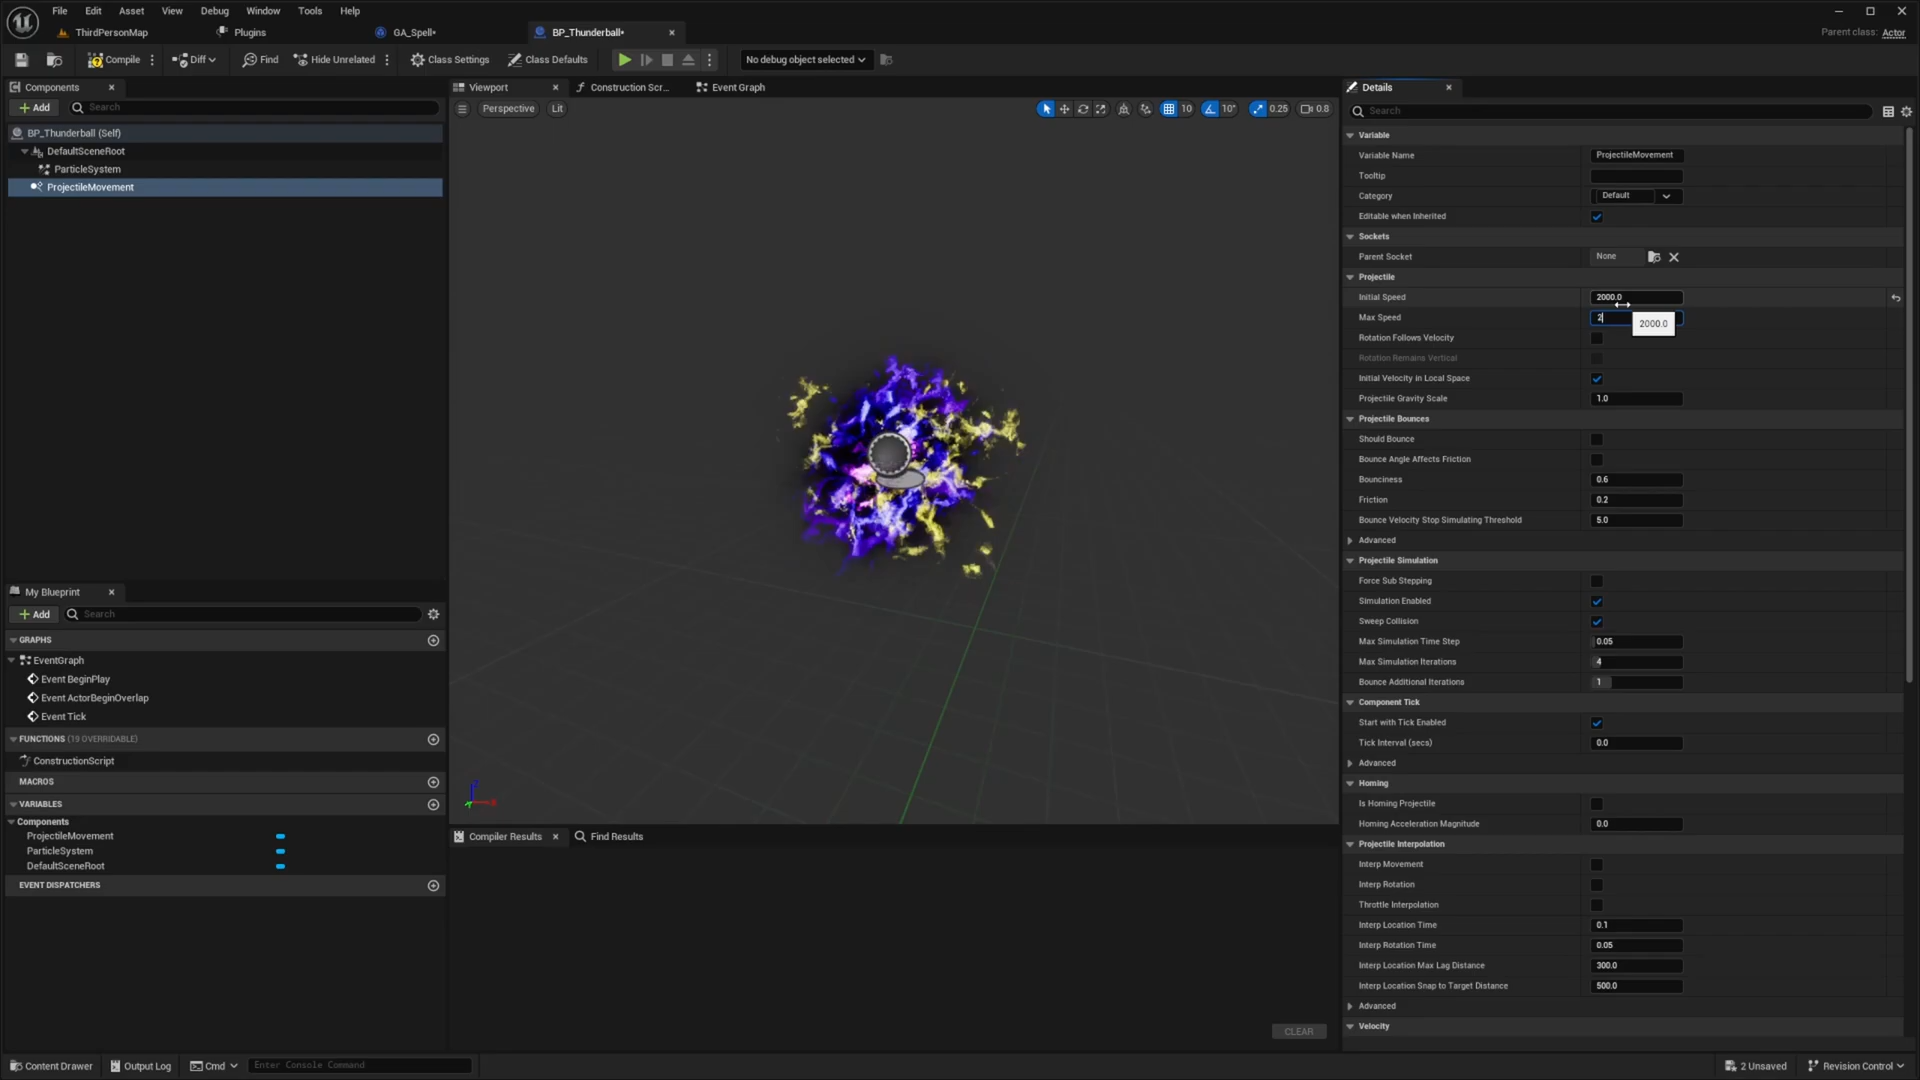 File Edit Asset View Debug Window Tools Help
ThirdPersonMap Plugins GA_Spell• BP_Thunderball•
Parent class: Actor
Compile Diff Find Hide Unrelated Class Settings Class Defaults No debug object selected
Components
Add Search
BP_Thunderball (Self)
DefaultSceneRoot
ParticleSystem
ProjectileMovement
My Blueprint
Add Search
GRAPHS
EventGraph
Event BeginPlay
Event ActorBeginOverlap
Event Tick
FUNCTIONS (19 OVERRIDABLE)
ConstructionScript
MACROS
VARIABLES
Components
ProjectileMovement
ParticleSystem
DefaultSceneRoot
EVENT DISPATCHERS
Viewport Construction Scr... Event Graph
Perspective Lit 10 10° 0.25 0.8
Compiler Results Find Results
CLEAR
Details
Search
Variable
Variable Name ProjectileMovement
Tooltip
Category Default
Editable when Inherited
Sockets
Parent Socket None
Projectile
Initial Speed 2000.0
Max Speed 2
2000.0
Rotation Follows Velocity
Rotation Remains Vertical
Initial Velocity in Local Space
Projectile Gravity Scale 1.0
Projectile Bounces
Should Bounce
Bounce Angle Affects Friction
Bounciness 0.6
Friction 0.2
Bounce Velocity Stop Simulating Threshold 5.0
Advanced
Projectile Simulation
Force Sub Stepping
Simulation Enabled
Sweep Collision
Max Simulation Time Step 0.05
Max Simulation Iterations 4
Bounce Additional Iterations 1
Component Tick
Start with Tick Enabled
Tick Interval (secs) 0.0
Advanced
Homing
Is Homing Projectile
Homing Acceleration Magnitude 0.0
Projectile Interpolation
Interp Movement
Interp Rotation
Throttle Interpolation
Interp Location Time 0.1
Interp Rotation Time 0.05
Interp Location Max Lag Distance 300.0
Interp Location Snap to Target Distance 500.0
Advanced
Velocity
Content Drawer Output Log Cmd Enter Console Command 2 Unsaved Revision Control